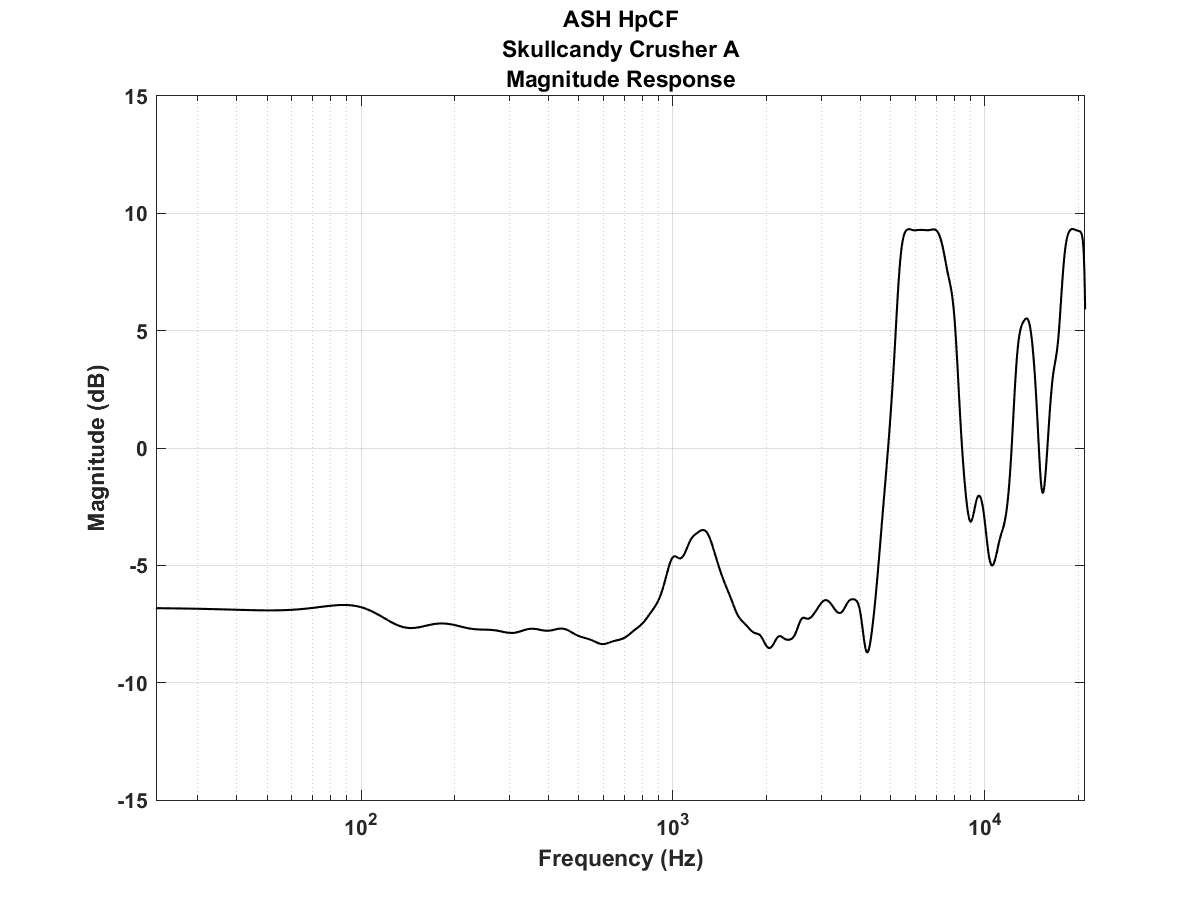 ASH HpCF
Skullcandy Crusher A
Magnitude Response
15
10
5
0
-5
-10
-15
Magnitude (dB)
10² 10³ 10⁴
Frequency (Hz)